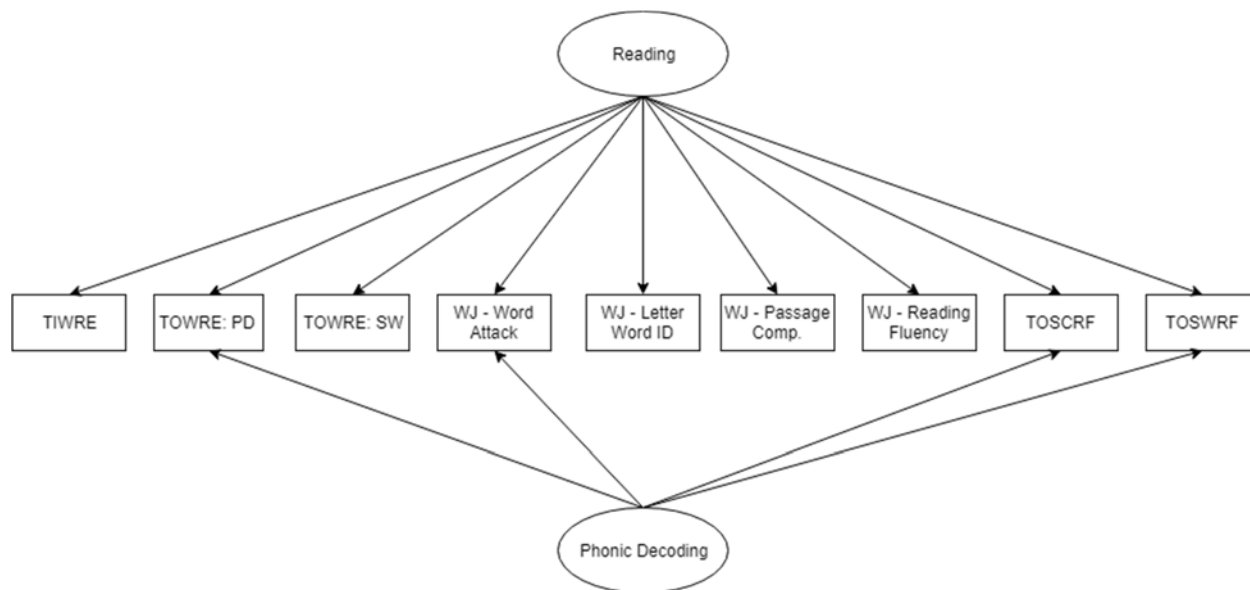 Reading
TIWRE
TOWRE: PD
TOWRE: SW
WJ - Word
Attack
WJ - Letter
Word ID
WJ - Passage
Comp.
WJ - Reading
Fluency
TOSCRF
TOSWRF
Phonic Decoding